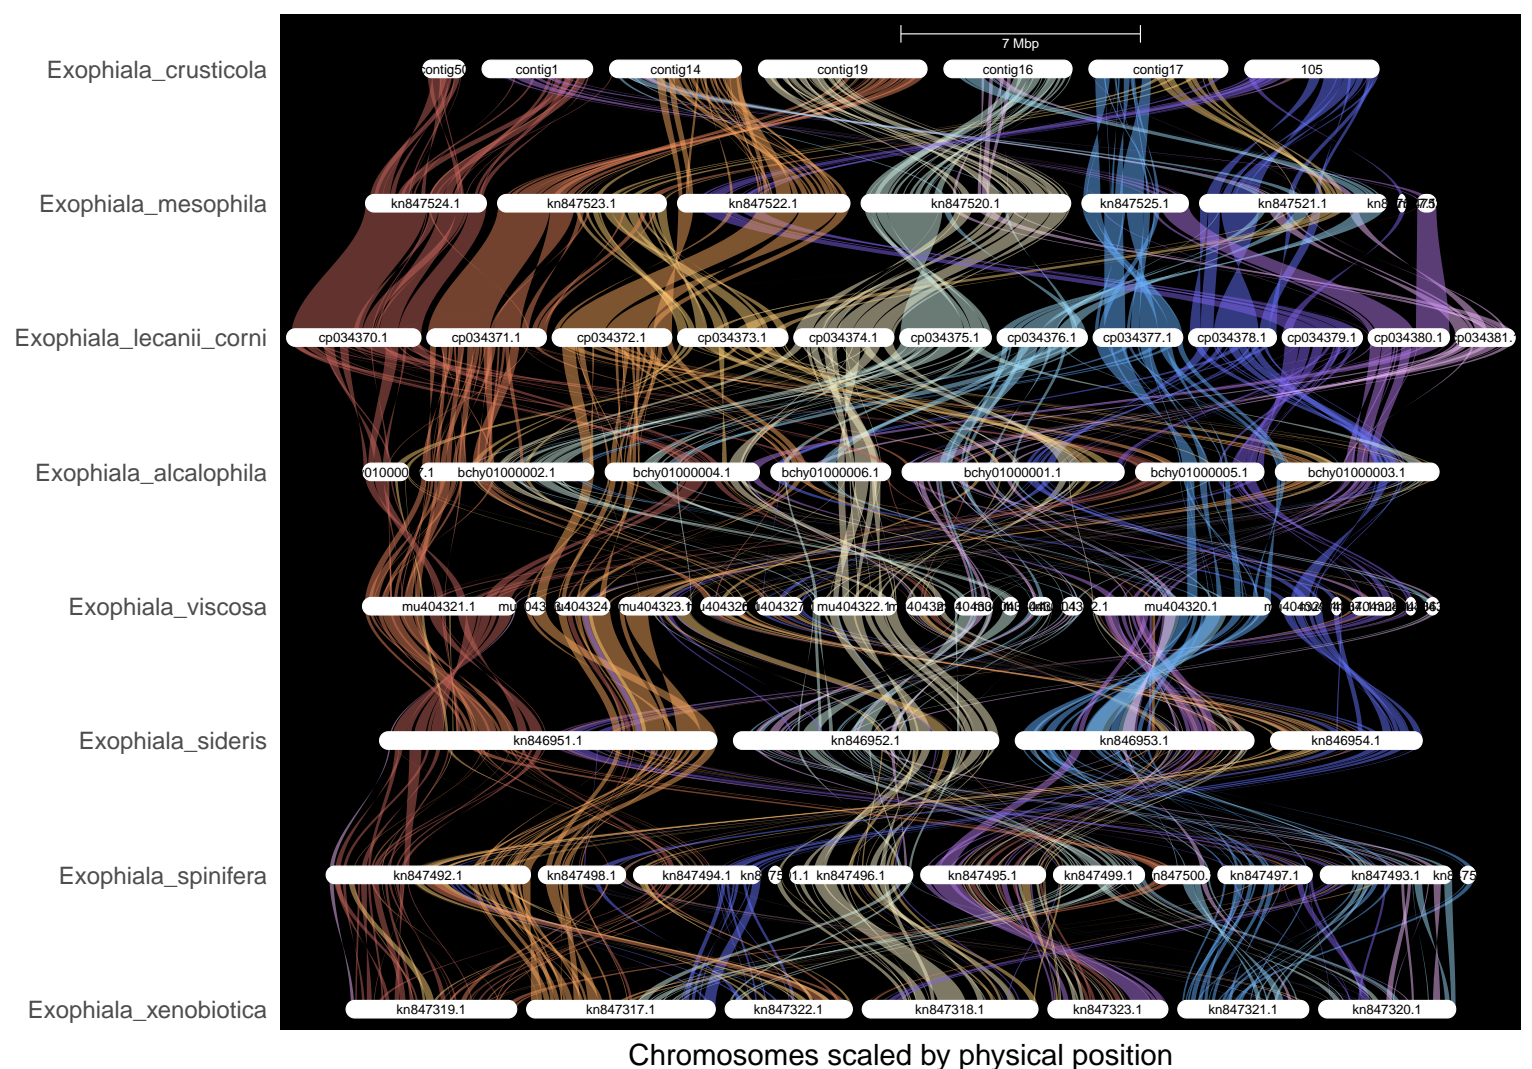 7 Mbp
Exophiala_crusticola
contig1 contig14 contig19 contig16 contig17 105
Exophiala_mesophila
kn847524.1 kn847523.1 kn847522.1 kn847520.1 kn847525.1 kn847521.1
Exophiala_lecanii_corni
cp034370.1 cp034371.1 cp034372.1 cp034373.1 cp034374.1 cp034375.1 cp034376.1 cp034377.1 cp034378.1 cp034379.1 cp034380.1 cp034381.
Exophiala_alcalophila
bchy01000002.1 bchy01000004.1 bchy01000006.1 bchy01000001.1 bchy01000005.1 bchy01000003.1
Exophiala_viscosa
mu404321.1 mu404323.1 mu404322.1 mu404320.1
Exophiala_sideris
kn846951.1 kn846952.1 kn846953.1 kn846954.1
Exophiala_spinifera
kn847492.1 kn847498.1 kn847494.1 kn847496.1 kn847495.1 kn847499.1 kn847497.1 kn847493.1
Exophiala_xenobiotica
kn847319.1 kn847317.1 kn847322.1 kn847318.1 kn847323.1 kn847321.1 kn847320.1
Chromosomes scaled by physical position